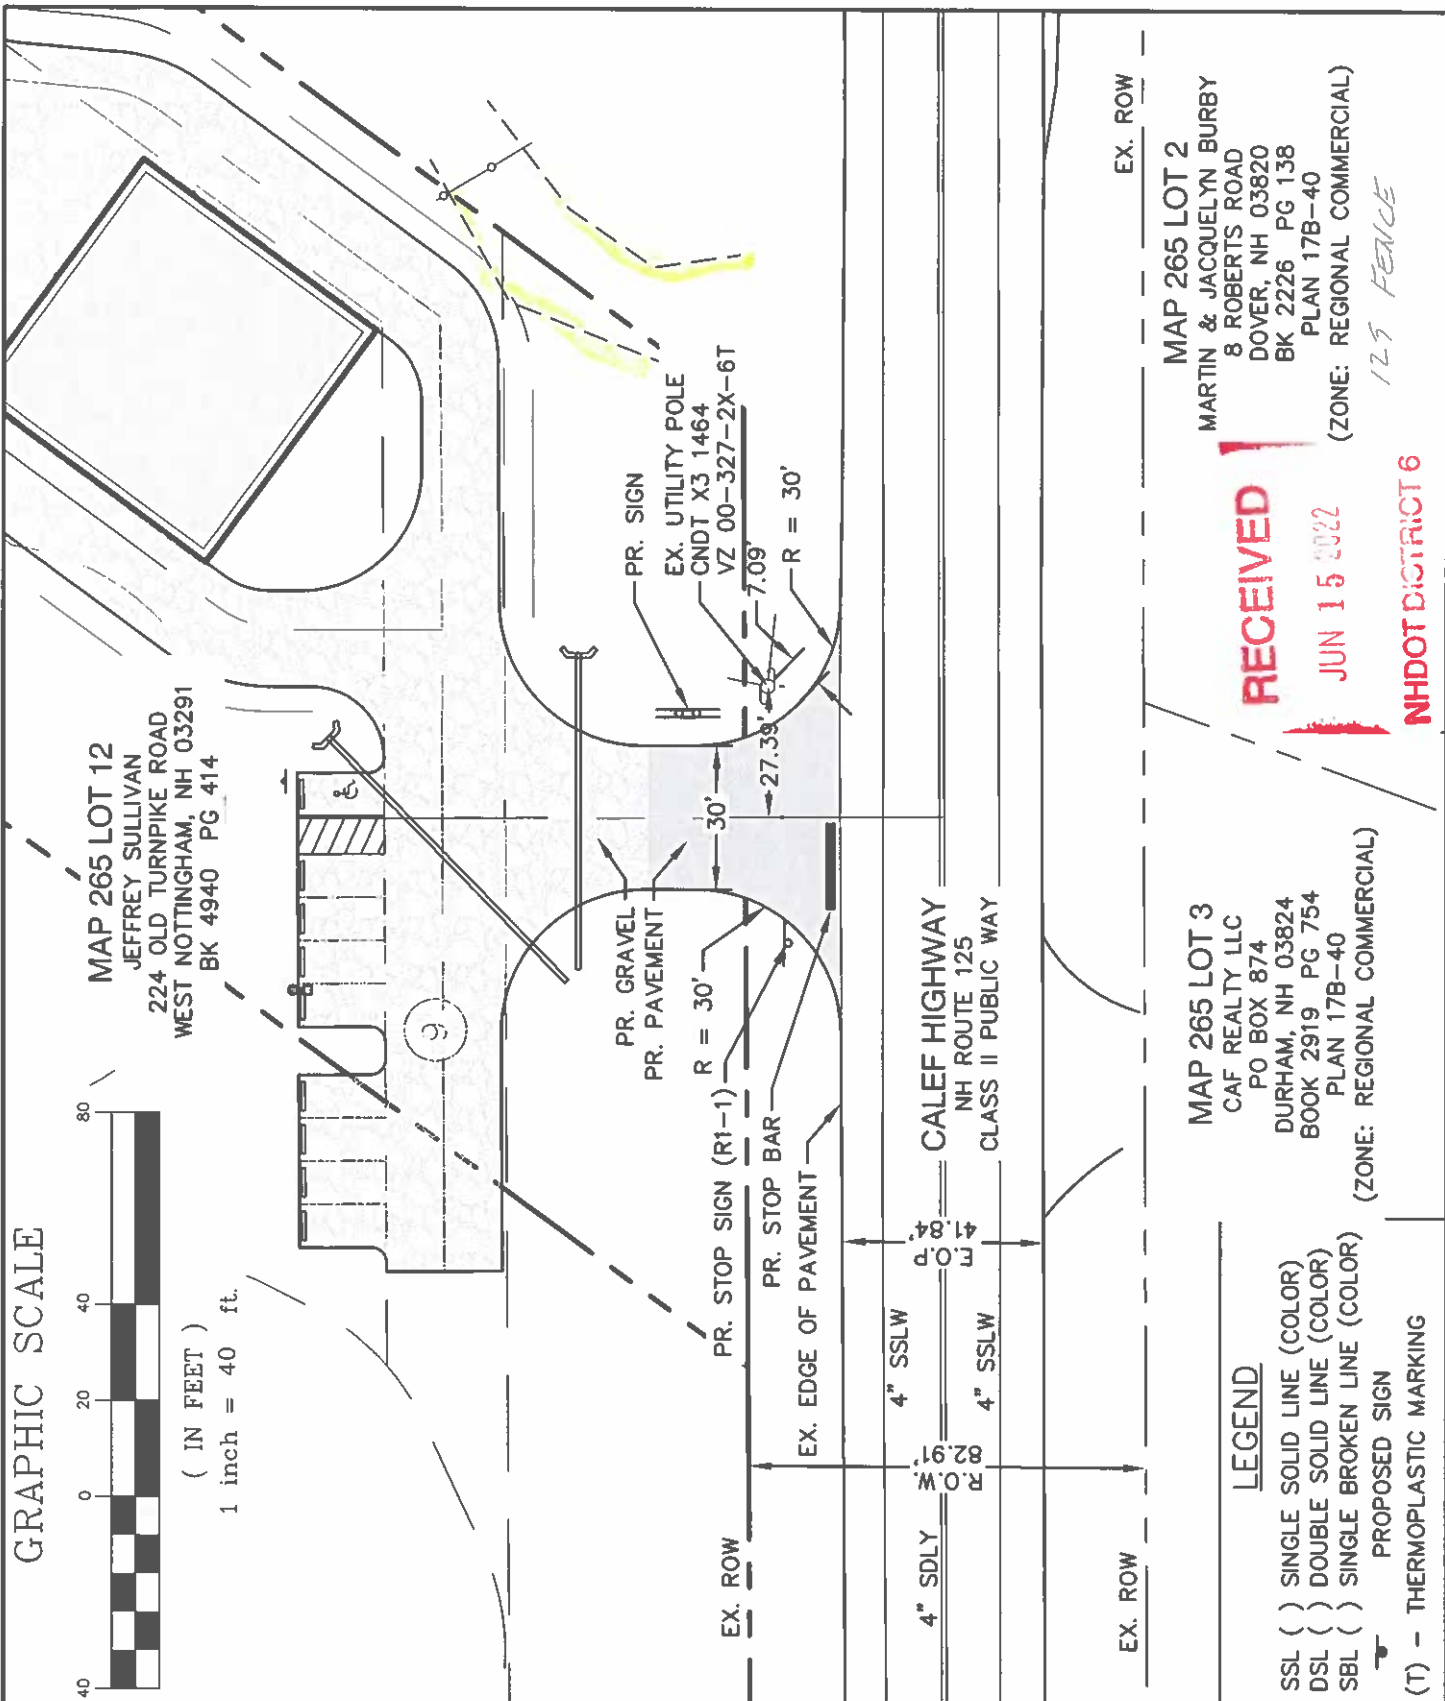 GRAPHIC SCALE
40
0
20
40
80
( IN FEET )
1 inch = 40 ft.
MAP 265 LOT 12
JEFFREY SULLIVAN
224 OLD TURNPIKE ROAD
WEST NOTTINGHAM, NH 03291
BK 4940 PG 414
9
PR. GRAVEL
PR. PAVEMENT
R = 30'
PR. STOP SIGN (R1-1)
PR. STOP BAR
EX. EDGE OF PAVEMENT
30'
27.39'
PR. SIGN
EX. UTILITY POLE
CNDT X3 1464
VZ 00-327-2X-6T
7.09'
R = 30'
EX. ROW
4" SDLY
R.O.W.
82.91'
4" SSLW
4" SSLW
E.O.P
41.84'
CALEF HIGHWAY
NH ROUTE 125
CLASS II PUBLIC WAY
EX. ROW
EX. ROW
MAP 265 LOT 3
CAF REALTY LLC
PO BOX 874
DURHAM, NH 03824
BOOK 2919 PG 754
PLAN 17B-40
(ZONE: REGIONAL COMMERCIAL)
MAP 265 LOT 2
MARTIN & JACQUELYN BURBY
8 ROBERTS ROAD
DOVER, NH 03820
BK 2226 PG 138
PLAN 17B-40
(ZONE: REGIONAL COMMERCIAL)
125 FENCE
RECEIVED
JUN 15 2022
NHDOT DISTRICT 6
LEGEND
SSL ( ) SINGLE SOLID LINE (COLOR)
DSL ( ) DOUBLE SOLID LINE (COLOR)
SBL ( ) SINGLE BROKEN LINE (COLOR)
PROPOSED SIGN
(T) - THERMOPLASTIC MARKING